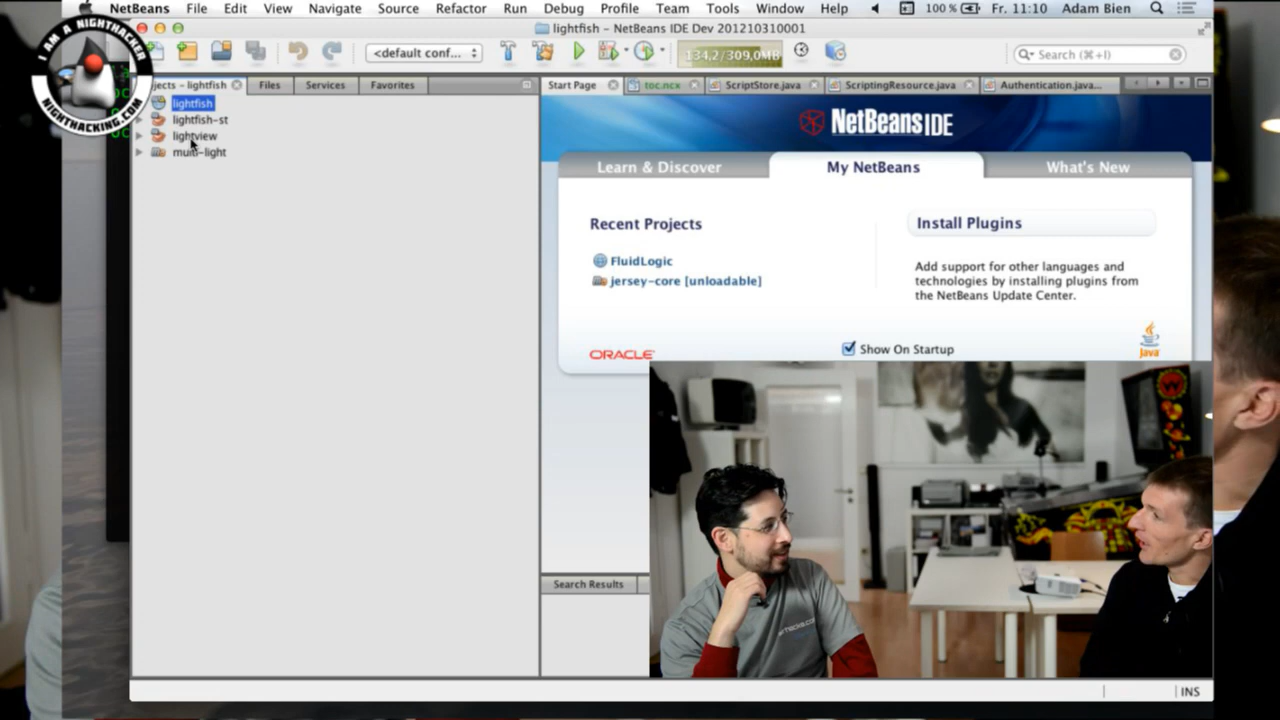 NetBeans File Edit View Navigate Source Refactor Run Debug Profile Team Tools Window Help 100 % Fr. 11:10 Adam Bien
lightfish – NetBeans IDE Dev 201210310001
I AM A NIGHTHACKER
NIGHTHACKING.COM
<default conf...
134,2/309,0MB
Search (⌘+I)
jects – lightfish Files Services Favorites
Start Page toc.ncx ScriptStore.java ScriptingResource.java Authentication.java...
lightfish
lightfish-st
lightview
multi-light
NetBeans IDE
Learn & Discover My NetBeans What's New
Recent Projects
FluidLogic
jersey-core [unloadable]
Install Plugins
Add support for other languages and
technologies by installing plugins from
the NetBeans Update Center.
ORACLE
Show On Startup
Java
Search Results
INS